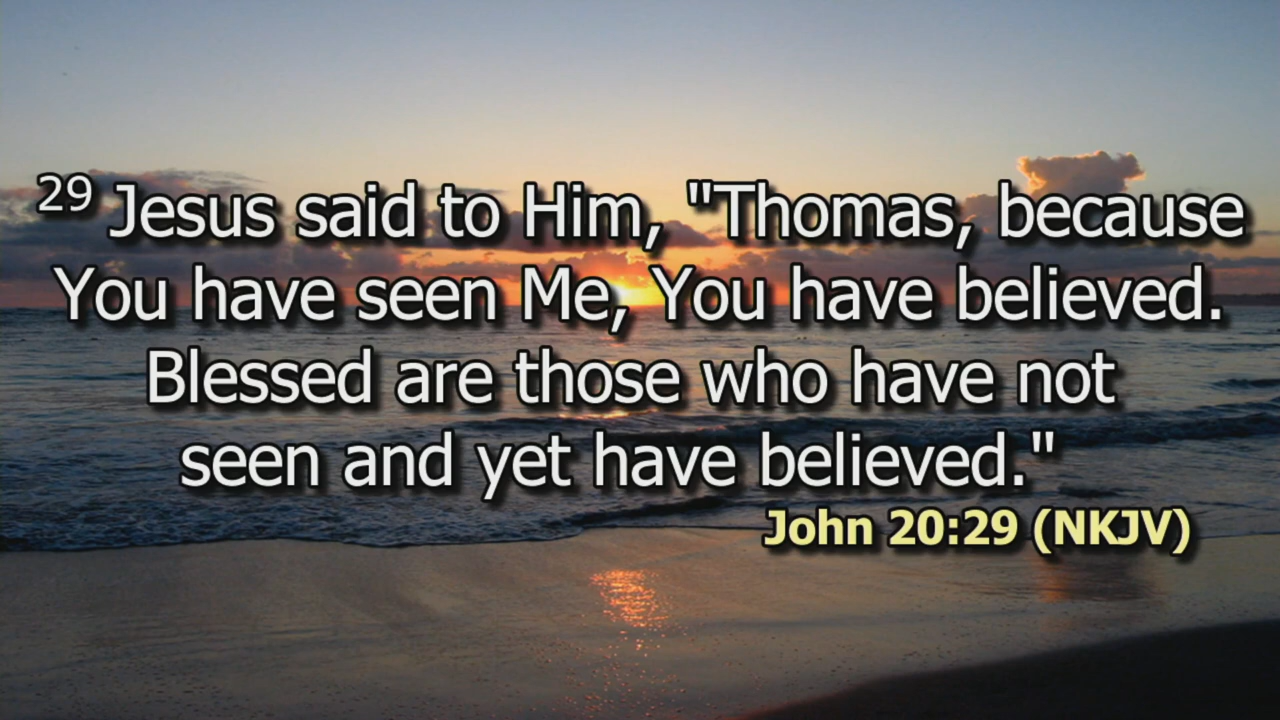 29 Jesus said to Him, "Thomas, because
You have seen Me, You have believed.
Blessed are those who have not
seen and yet have believed."
John 20:29 (NKJV)